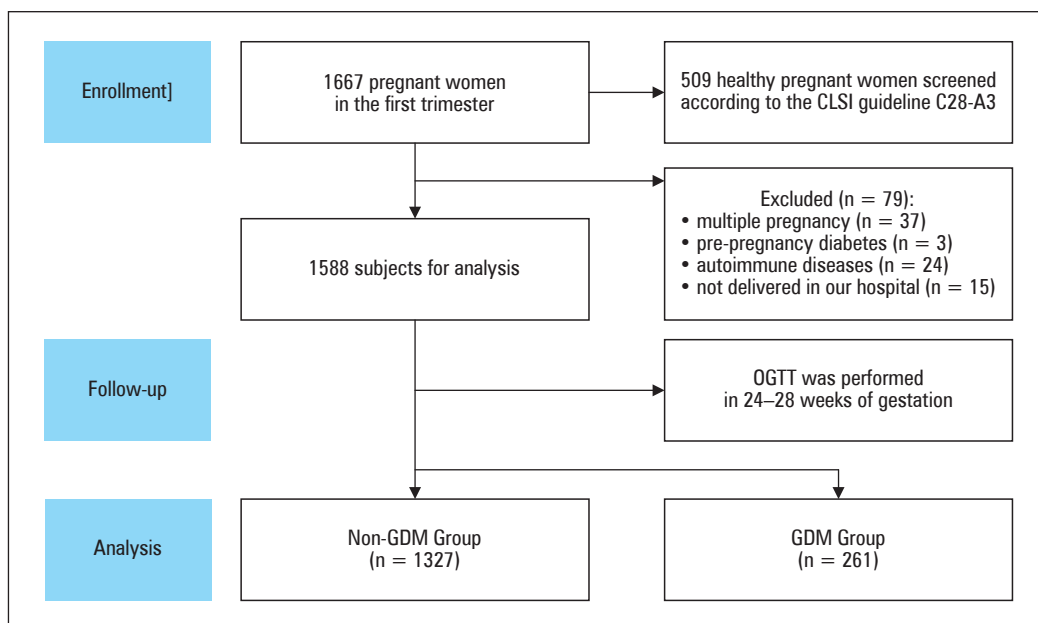 Enrollment]
1667 pregnant women
in the first trimester
509 healthy pregnant women screened
according to the CLSI guideline C28-A3
Excluded (n = 79):
• multiple pregnancy (n = 37)
• pre-pregnancy diabetes (n = 3)
• autoimmune diseases (n = 24)
• not delivered in our hospital (n = 15)
1588 subjects for analysis
Follow-up
OGTT was performed
in 24–28 weeks of gestation
Analysis
Non-GDM Group
(n = 1327)
GDM Group
(n = 261)